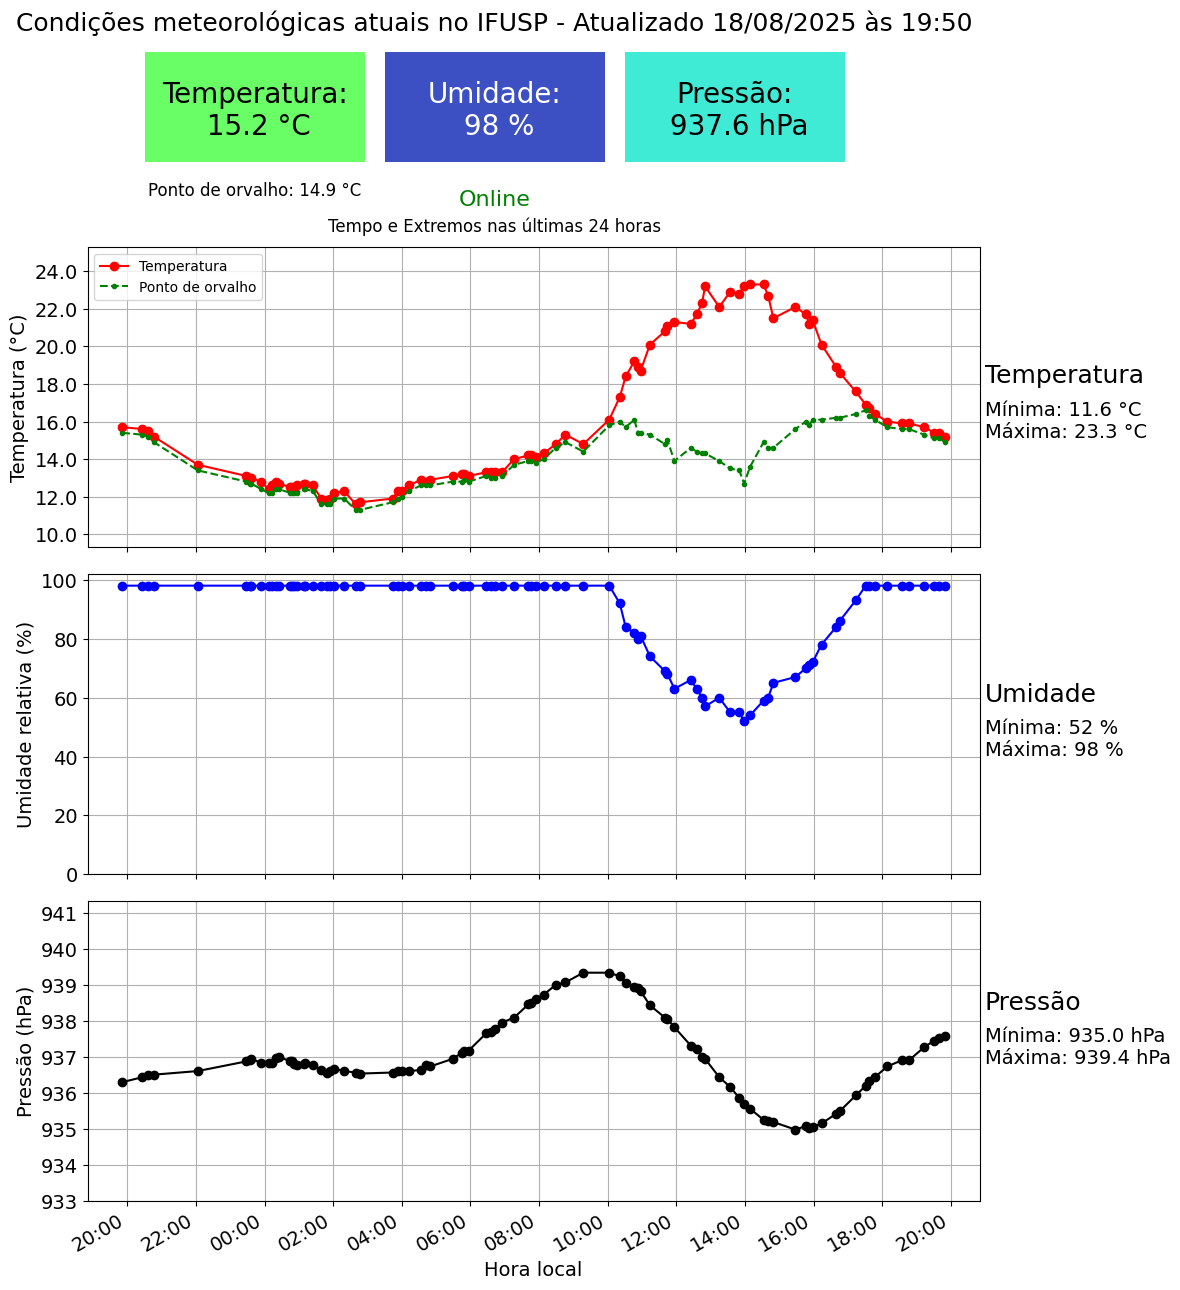 Condições meteorológicas atuais no IFUSP - Atualizado 18/08/2025 às 19:50
Temperatura:
15.2 °C
Umidade:
98 %
Pressão:
937.6 hPa
Ponto de orvalho: 14.9 °C
Online
Tempo e Extremos nas últimas 24 horas
Temperatura (°C)
24.0
22.0
20.0
18.0
16.0
14.0
12.0
10.0
Temperatura
Ponto de orvalho
Temperatura
Mínima: 11.6 °C
Máxima: 23.3 °C
Umidade relativa (%)
100
80
60
40
20
0
Umidade
Mínima: 52 %
Máxima: 98 %
Pressão (hPa)
941
940
939
938
937
936
935
934
933
Pressão
Mínima: 935.0 hPa
Máxima: 939.4 hPa
20:00
22:00
00:00
02:00
04:00
06:00
08:00
10:00
12:00
14:00
16:00
18:00
20:00
Hora local